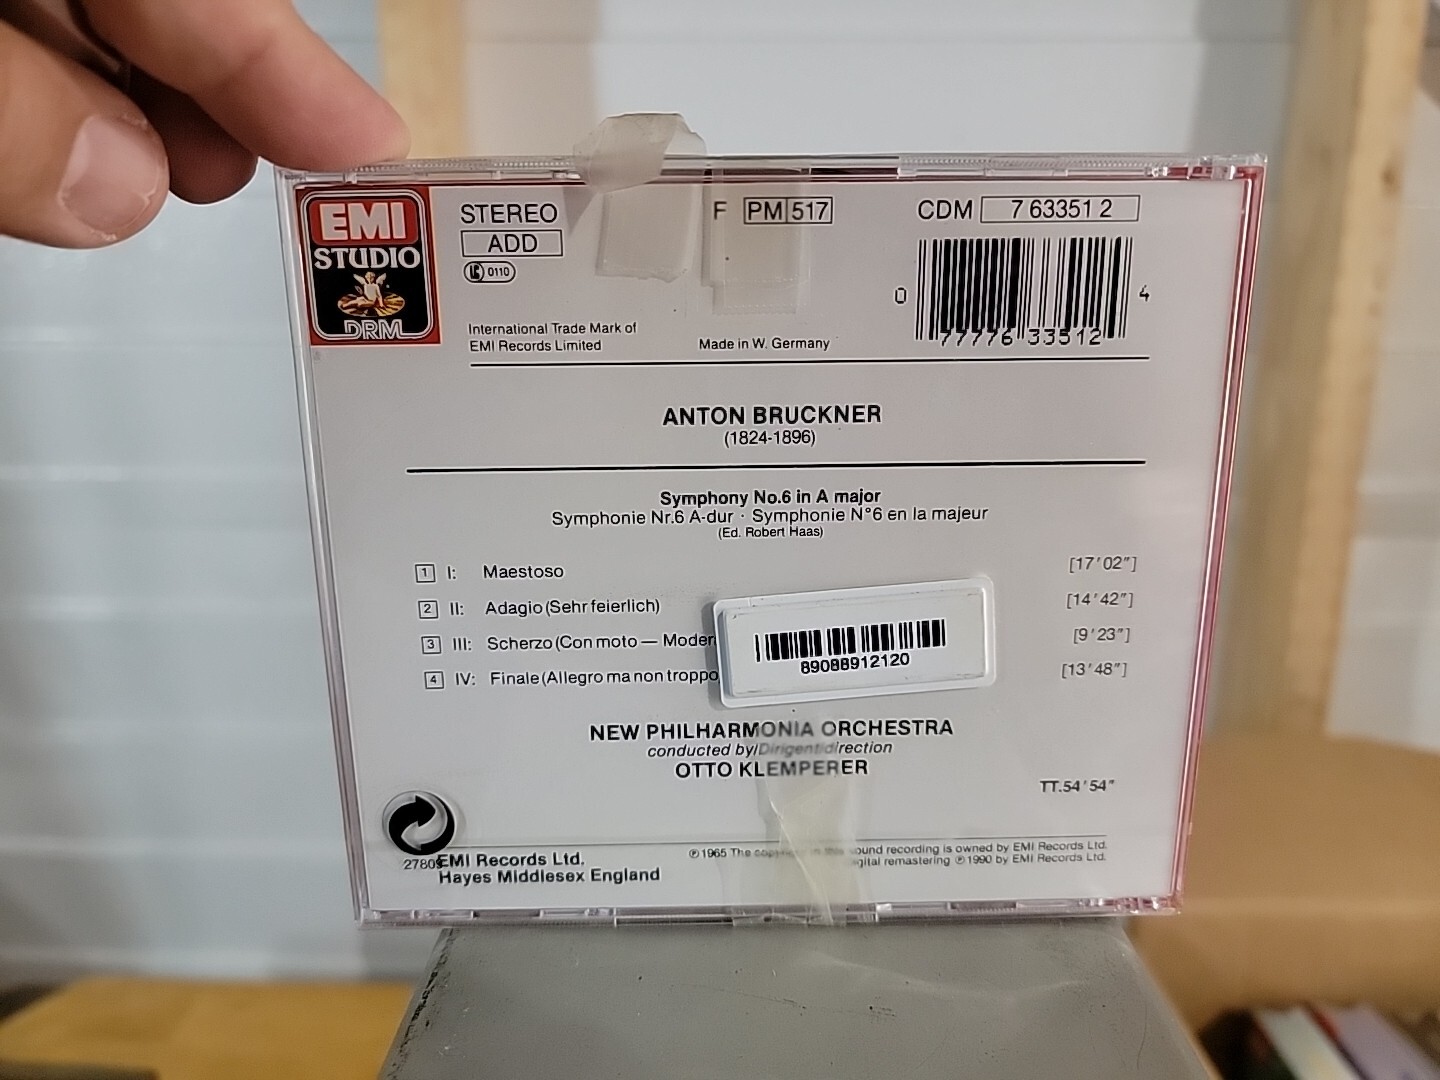 EMI
STUDIO
DRM
STEREO
ADD
LC 0110
F PM 517
CDM 7 63351 2
0 77776 33512 4
International Trade Mark of
EMI Records Limited
Made in W. Germany
ANTON BRUCKNER
(1824-1896)
Symphony No.6 in A major
Symphonie Nr.6 A-dur · Symphonie N°6 en la majeur
(Ed. Robert Haas)
1 I: Maestoso [17'02"]
2 II: Adagio (Sehr feierlich) [14'42"]
3 III: Scherzo (Con moto — [9'23"]
4 IV: Finale (Allegro ma non troppo [13'48"]
89088912120
NEW PHILHARMONIA ORCHESTRA
conducted by/Dirigent/direction
OTTO KLEMPERER
TT.54'54"
℗ 1965 The copyright in this sound recording is owned by EMI Records Ltd.
Digital remastering ℗ 1990 by EMI Records Ltd.
EMI Records Ltd.
Hayes Middlesex England